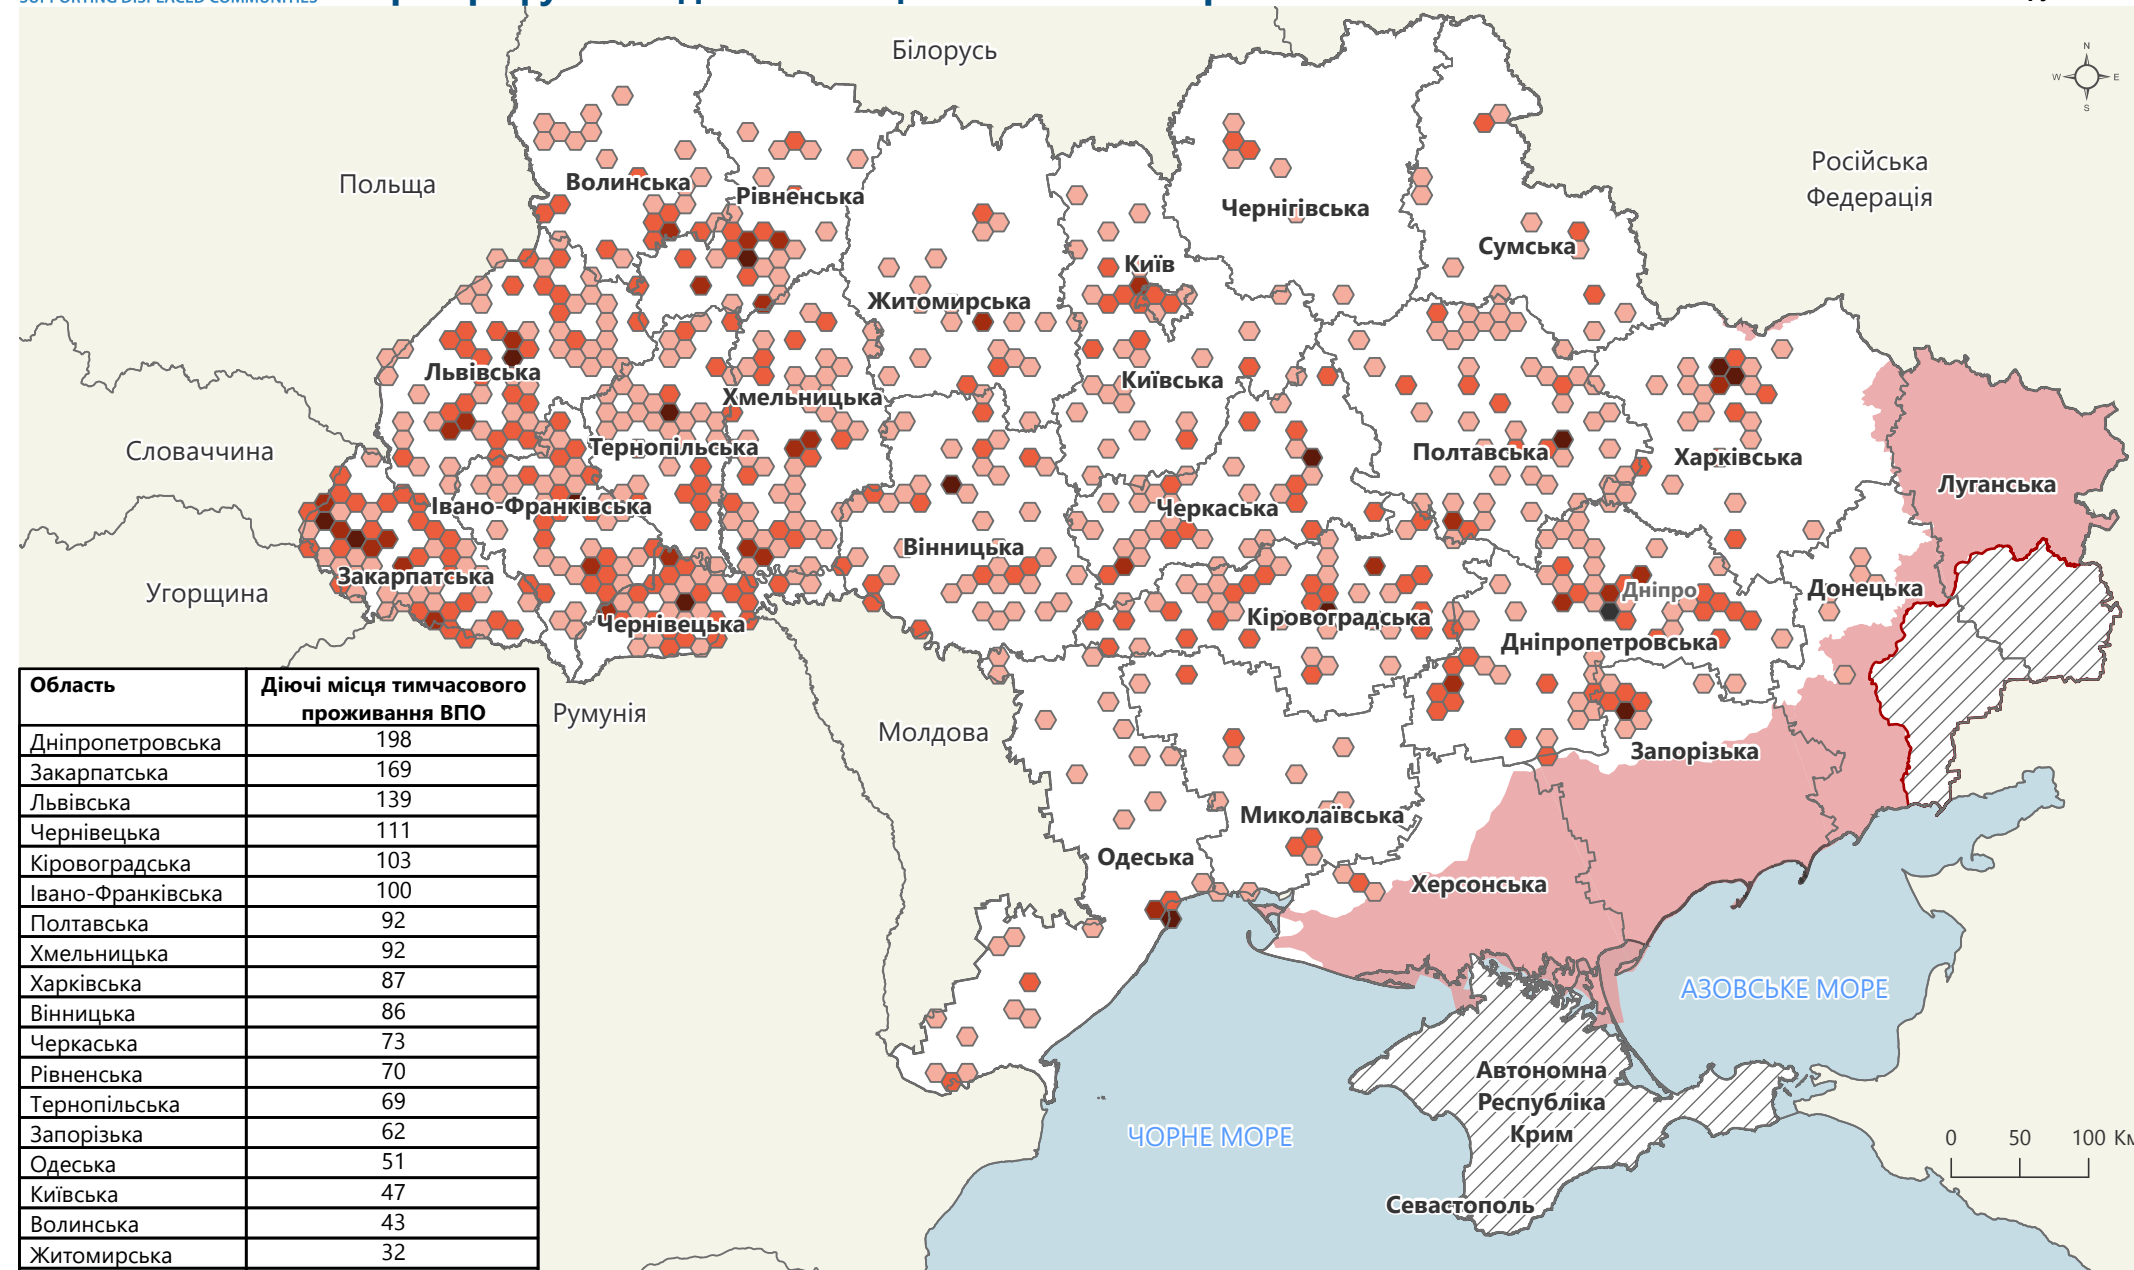 SUPPORTING DISPLACED COMMUNITIES
Білорусь
N
W
E
S
Польща
Російська
Федерація
Волинська
Рівненська
Чернігівська
Сумська
Київ
Житомирська
Львівська
Хмельницька
Київська
Словаччина
Тернопільська
Полтавська
Харківська
Луганська
Івано-Франківська
Черкаська
Вінницька
Закарпатська
Угорщина
Чернівецька
Кіровоградська
Дніпро
Донецька
Дніпропетровська
Румунія
Молдова
Запорізька
Миколаївська
Одеська
Херсонська
АЗОВСЬКЕ МОРЕ
Автономна
Республіка
Крим
ЧОРНЕ МОРЕ
Севастополь
0 50 100
Область Діючі місця тимчасового
проживання ВПО
Дніпропетровська 198
Закарпатська 169
Львівська 139
Чернівецька 111
Кіровоградська 103
Івано-Франківська 100
Полтавська 92
Хмельницька 92
Харківська 87
Вінницька 86
Черкаська 73
Рівненська 70
Тернопільська 69
Запорізька 62
Одеська 51
Київська 47
Волинська 43
Житомирська 32